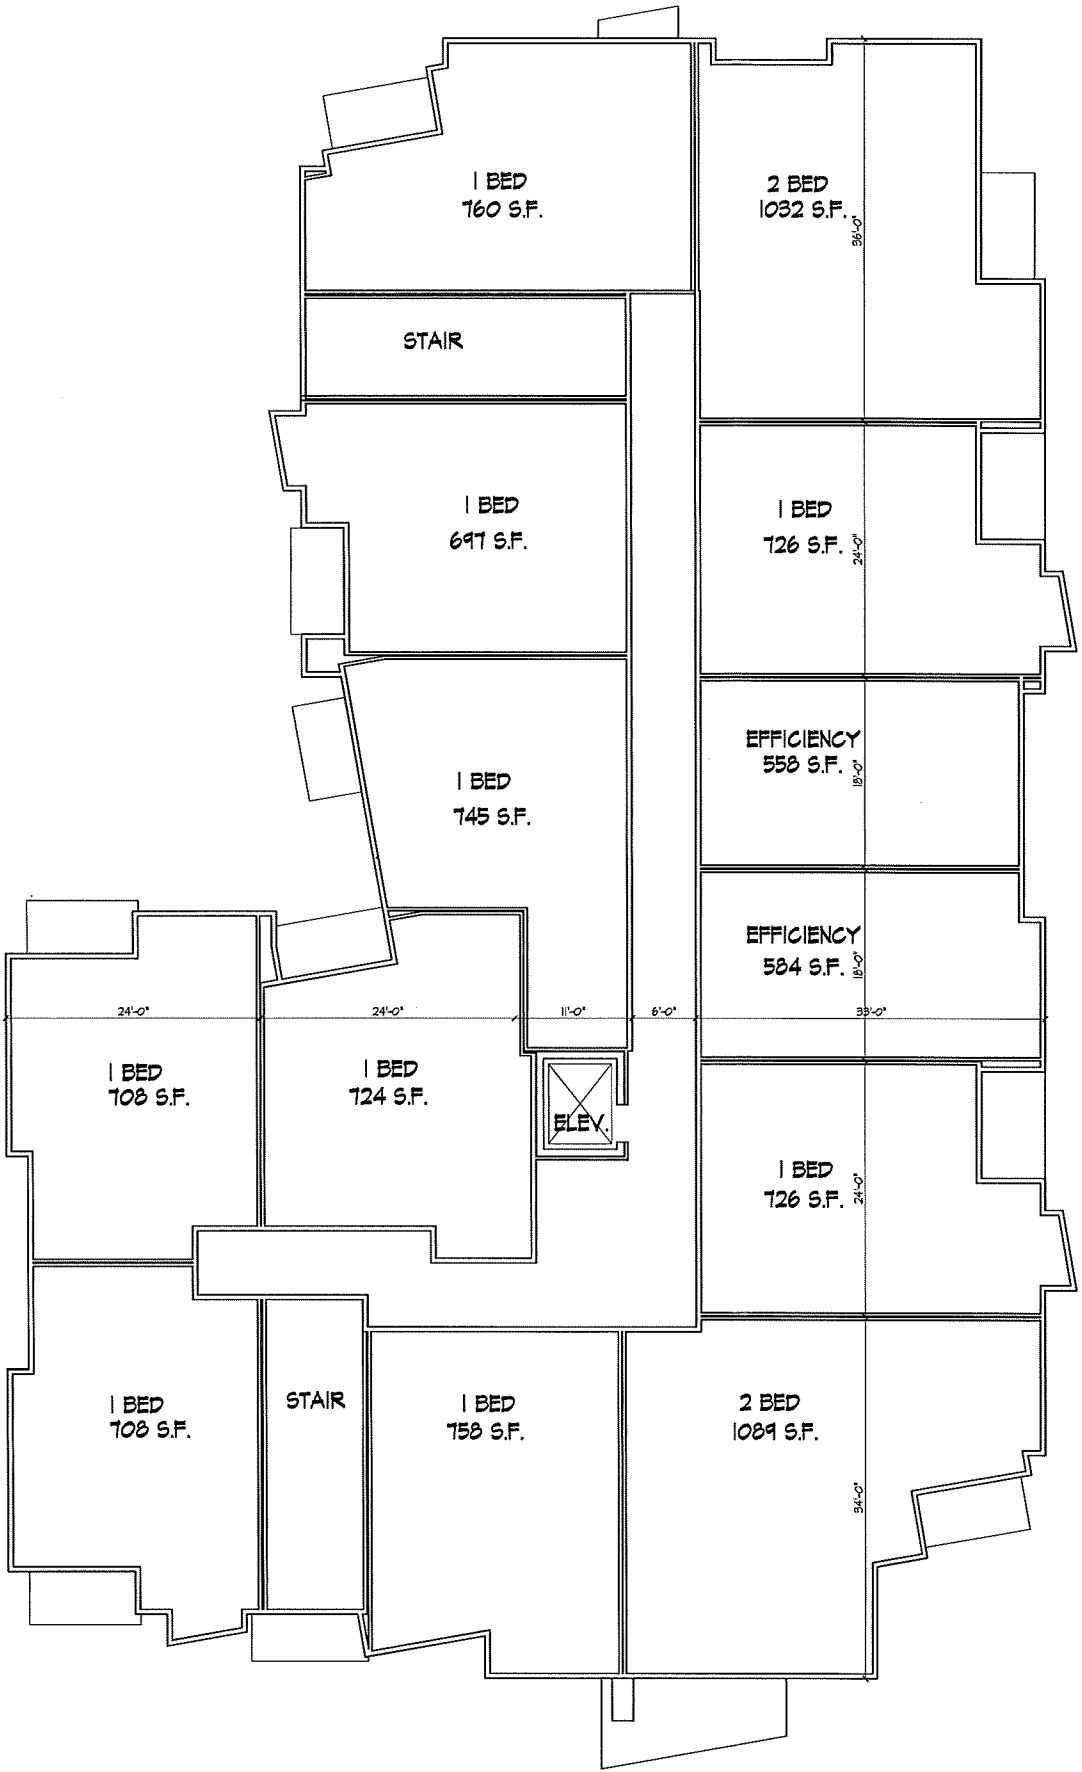 1 BED
760 S.F.
2 BED
1032 S.F.
36'-0"
STAIR
1 BED
697 S.F.
1 BED
726 S.F.
24'-0"
EFFICIENCY
558 S.F.
18'-0"
1 BED
745 S.F.
EFFICIENCY
584 S.F.
18'-0"
24'-0"
24'-0"
11'-0"
6'-0"
33'-0"
1 BED
708 S.F.
1 BED
724 S.F.
ELEV.
1 BED
726 S.F.
24'-0"
1 BED
708 S.F.
STAIR
1 BED
758 S.F.
2 BED
1089 S.F.
34'-0"